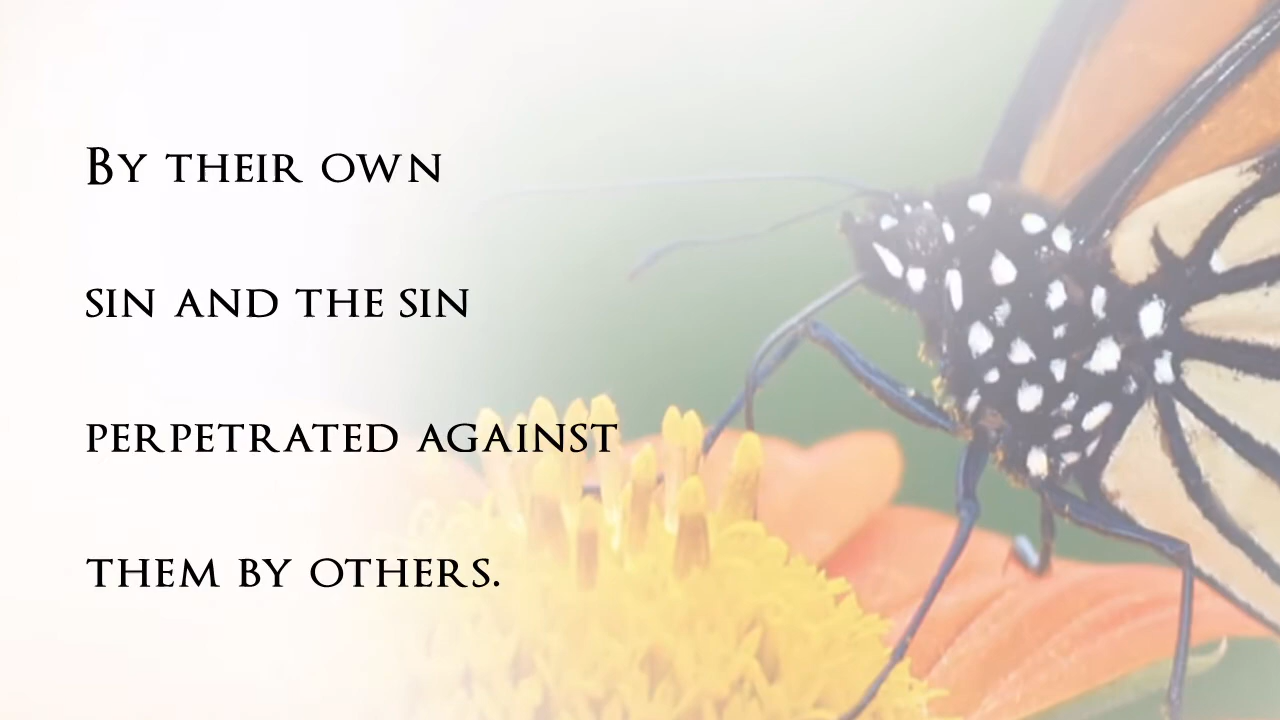 By their own
sin and the sin
perpetrated against
them by others.